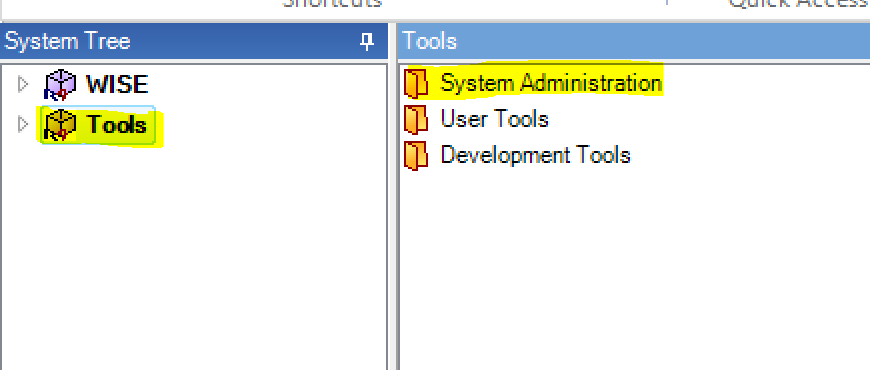 Shortcuts Quick Access
System Tree
Tools
WISE
Tools
System Administration
User Tools
Development Tools